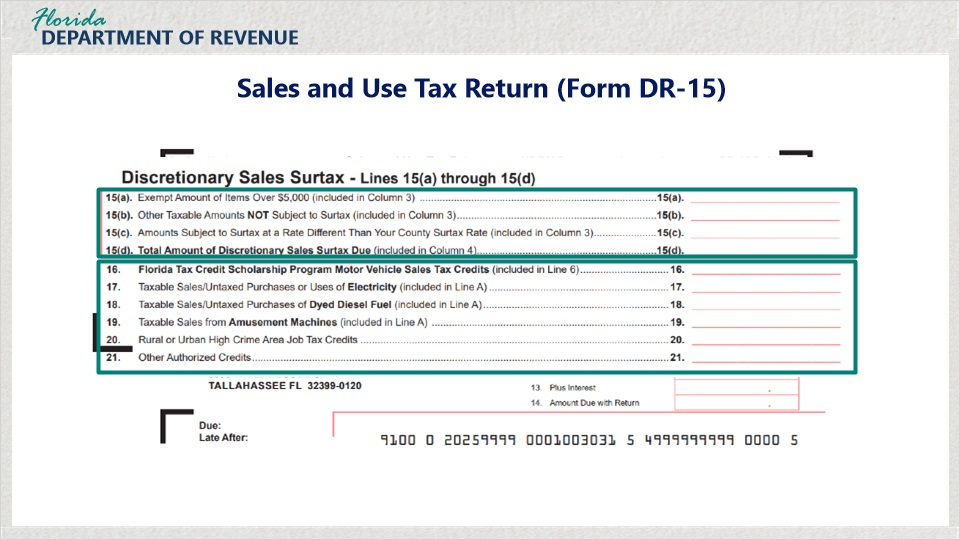 Florida
DEPARTMENT OF REVENUE
Sales and Use Tax Return (Form DR-15)
Discretionary Sales Surtax - Lines 15(a) through 15(d)
15(a). Exempt Amount of Items Over $5,000 (included in Column 3) ........ 15(a).
15(b). Other Taxable Amounts NOT Subject to Surtax (included in Column 3)........ 15(b).
15(c). Amounts Subject to Surtax at a Rate Different Than Your County Surtax Rate (included in Column 3)........ 15(c).
15(d). Total Amount of Discretionary Sales Surtax Due (included in Column 4)........ 15(d).
16. Florida Tax Credit Scholarship Program Motor Vehicle Sales Tax Credits (included in Line 6)........ 16.
17. Taxable Sales/Untaxed Purchases or Uses of Electricity (included in Line A)........ 17.
18. Taxable Sales/Untaxed Purchases of Dyed Diesel Fuel (included in Line A)........ 18.
19. Taxable Sales from Amusement Machines (included in Line A) ........ 19.
20. Rural or Urban High Crime Area Job Tax Credits ........ 20.
21. Other Authorized Credits........ 21.
TALLAHASSEE FL 32399-0120
13. Plus Interest
14. Amount Due with Return
Due:
Late After:
9100 0 20259999 0001003031 5 4999999999 0000 5